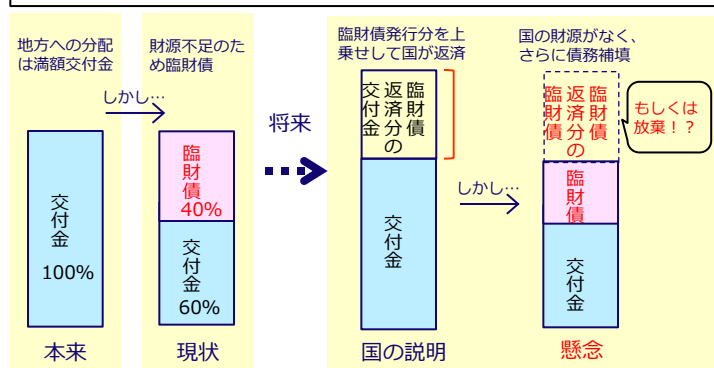 地方への分配
は満額交付金
財源不足のた
め臨財債
しかし…
交付金
100%
本来
臨財債
40%
交付金
60%
現状
将来
臨財債発行分を上
乗せして国が返済
臨財債
返済分の
交付金
交付金
国の説明
しかし…
国の財源がなく、
さらに債務補填
臨財債
返済分の
臨財債
もしくは
放棄！？
臨財債
交付金
懸念